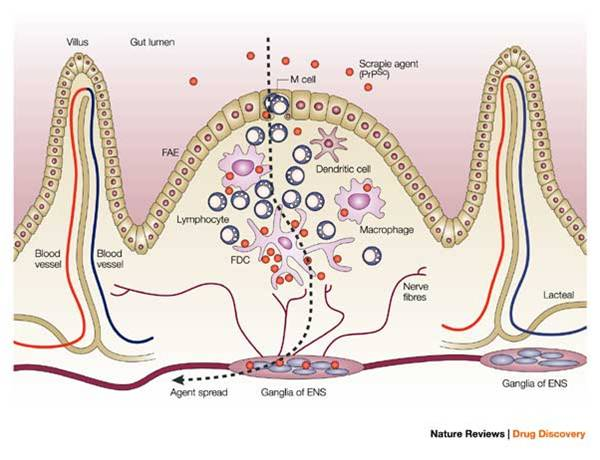 Villus
Gut lumen
Scrapie agent
(PrPSc)
M cell
FAE
Dendritic cell
Lymphocyte
Macrophage
Blood
vessel
Blood
vessel
FDC
Nerve
fibres
Lacteal
Agent spread
Ganglia of ENS
Ganglia of ENS
Nature Reviews | Drug Discovery